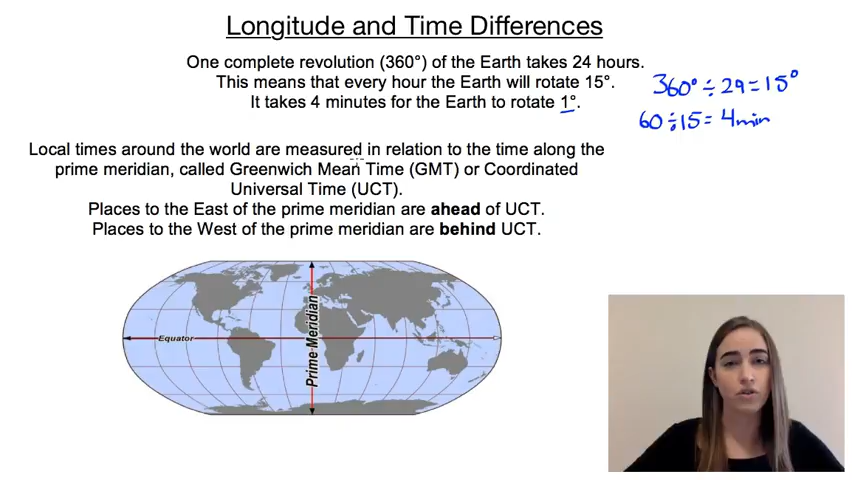 Longitude and Time Differences
One complete revolution (360°) of the Earth takes 24 hours.
This means that every hour the Earth will rotate 15°.
It takes 4 minutes for the Earth to rotate 1°.
360° ÷ 29 = 15°
60 ÷ 15 = 4min
Local times around the world are measured in relation to the time along the
prime meridian, called Greenwich Mean Time (GMT) or Coordinated
Universal Time (UCT).
Places to the East of the prime meridian are ahead of UCT.
Places to the West of the prime meridian are behind UCT.
Equator
Prime Meridian